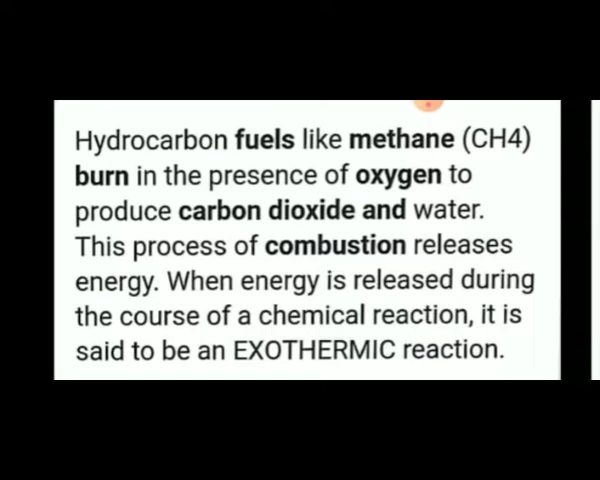 Hydrocarbon fuels like methane (CH4)
burn in the presence of oxygen to
produce carbon dioxide and water.
This process of combustion releases
energy. When energy is released during
the course of a chemical reaction, it is
said to be an EXOTHERMIC reaction.